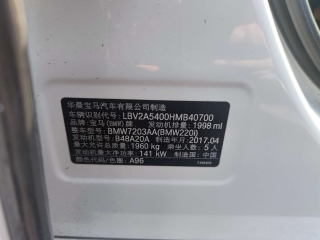 华晨宝马汽车有限公司制造
车辆识别代号: LBV2A5400HMB40700
品牌: 宝马(BMW)牌 发动机排量: 1998 ml
整车型号: BMW7203AA(BMW220i)
发动机型号: B48A20A 制造年月: 2017.04
最大允许总质量: 1960 kg 乘坐人数: 5 人
发动机最大净功率: 141 kW 制造国: 中国
颜色代码/色圈: A96